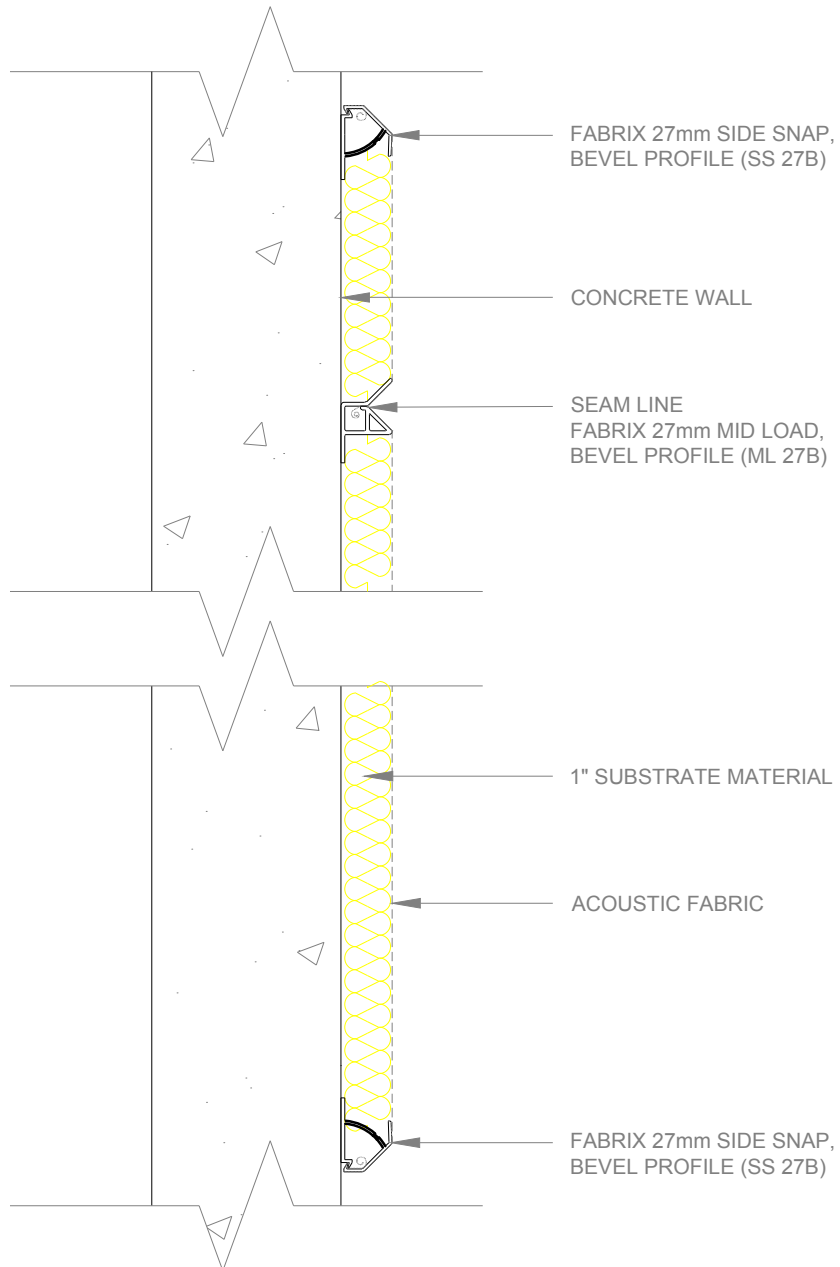 FABRIX 27mm SIDE SNAP,
BEVEL PROFILE (SS 27B)
CONCRETE WALL
SEAM LINE
FABRIX 27mm MID LOAD,
BEVEL PROFILE (ML 27B)
1" SUBSTRATE MATERIAL
ACOUSTIC FABRIC
FABRIX 27mm SIDE SNAP,
BEVEL PROFILE (SS 27B)